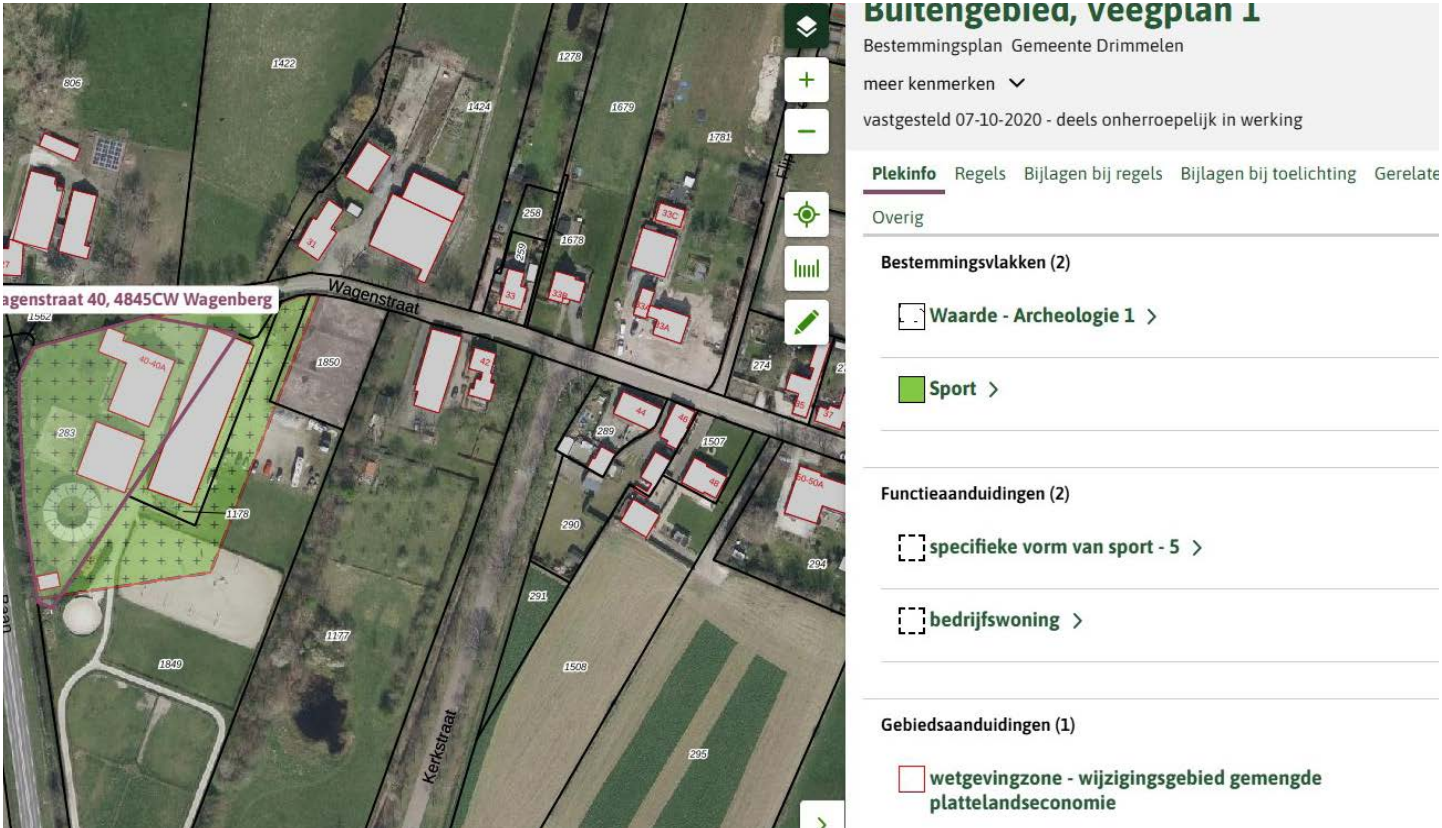 Buitengebied, veegplan 1
Bestemmingsplan Gemeente Drimmelen
meer kenmerken
vastgesteld 07-10-2020 - deels onherroepelijk in werking
Plekinfo Regels Bijlagen bij regels Bijlagen bij toelichting Gerelate
Overig
Bestemmingsvlakken (2)
Waarde - Archeologie 1
Sport
Functieaanduidingen (2)
specifieke vorm van sport - 5
bedrijfswoning
Gebiedsaanduidingen (1)
wetgevingzone - wijzigingsgebied gemengde
plattelandseconomie
806
1422
1278
1424
1679
1781
Flip
258
259
1678
33C
31
33
33B
33A
27
Wagenstraat
agenstraat 40, 4845CW Wagenberg
1562
40-40A
1850
42
274
35
37
283
44
46
289
1507
48
50-50A
1178
290
294
291
1177
1508
1849
Kerkstraat
295